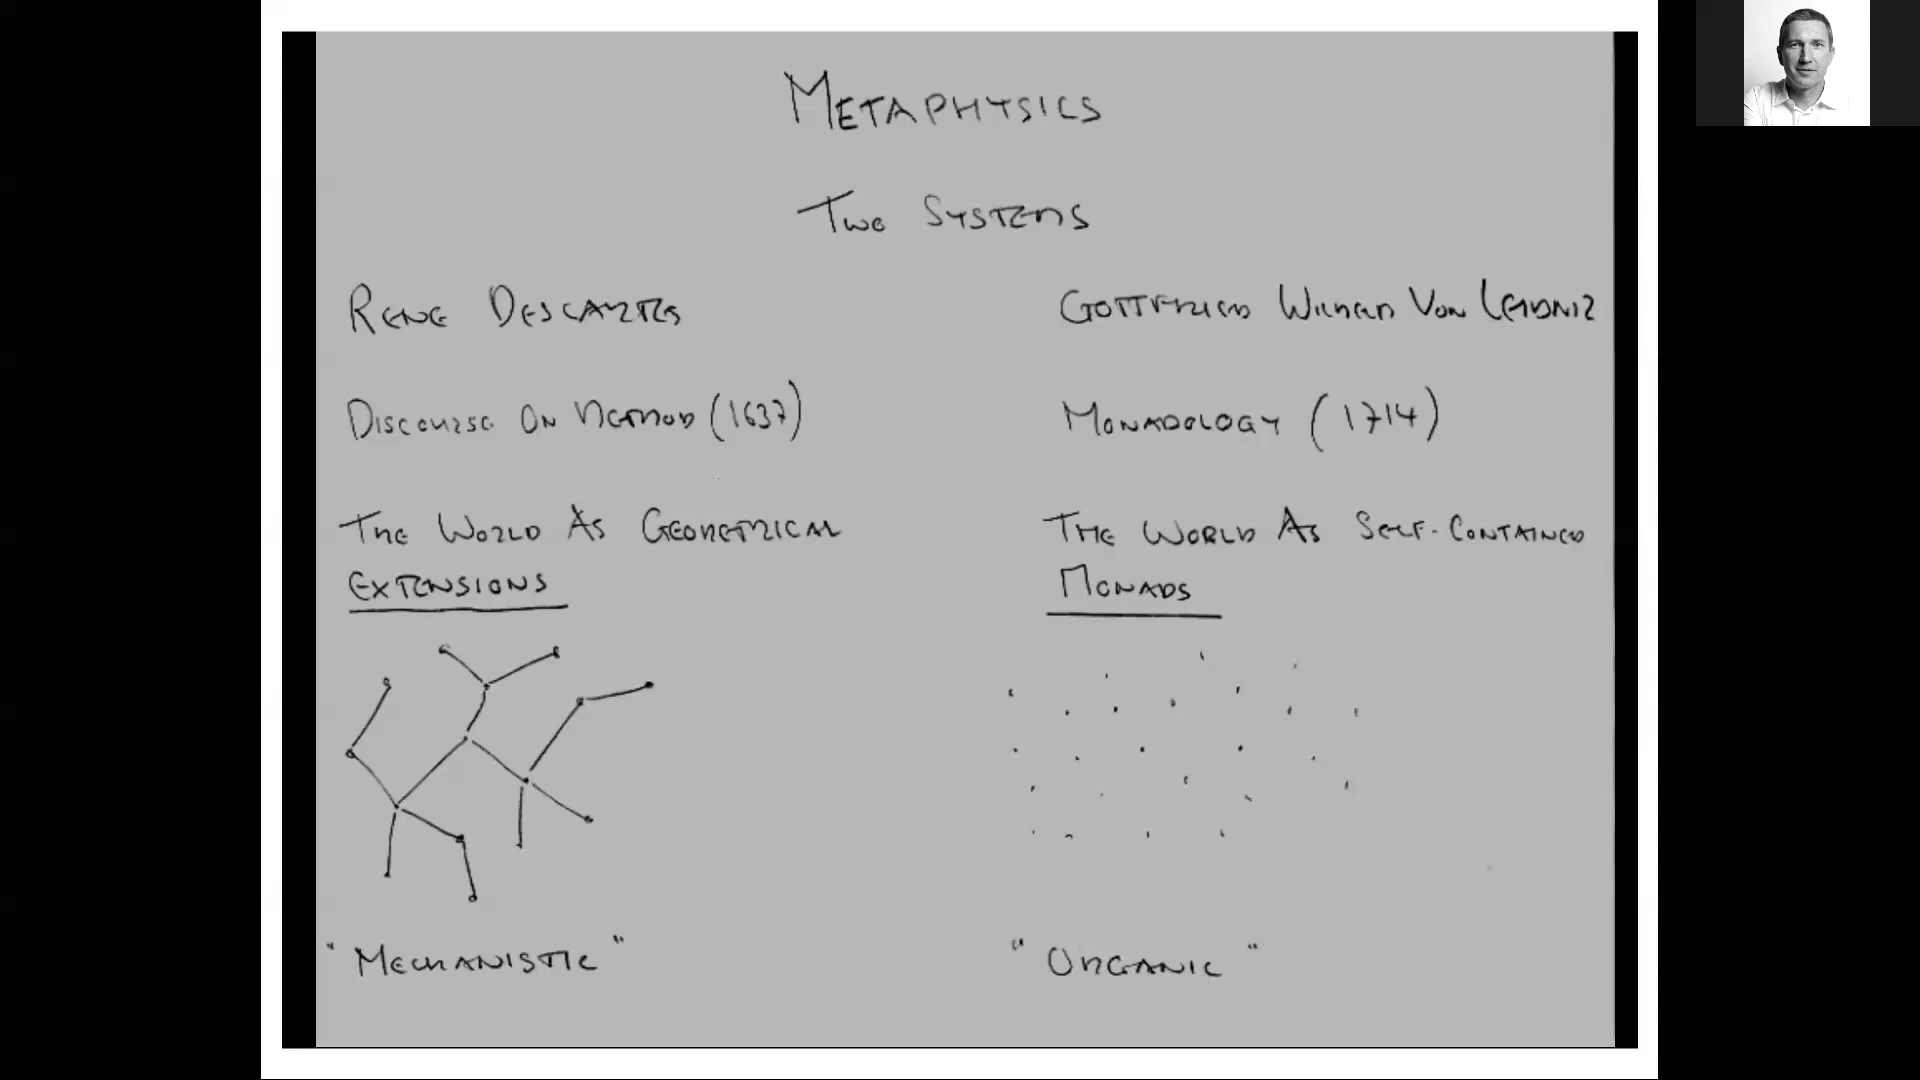 METAPHYSICS
TWO SYSTEMS
RENE DESCARTES
GOTTFRIED WILHELM VON LEIBNIZ
DISCOURSE ON METHOD (1637)
MONADOLOGY (1714)
THE WORLD AS GEOMETRICAL
EXTENSIONS
THE WORLD AS SELF-CONTAINED
MONADS
"MECHANISTIC"
"ORGANIC"